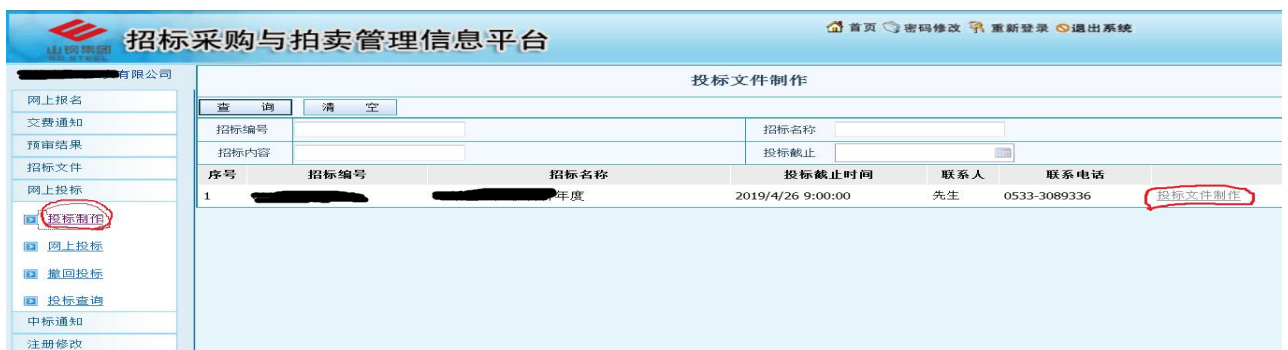 山钢集团
SD STEEL
招标采购与拍卖管理信息平台
首页 密码修改 重新登录 退出系统
有限公司
投标文件制作
网上报名
交费通知
预审结果
招标文件
网上投标
投标制作
网上投标
撤回投标
投标查询
中标通知
注册修改
查 询 清 空
招标编号 招标名称
招标内容 投标截止
序号 招标编号 招标名称 投标截止时间 联系人 联系电话
1 年度 2019/4/26 9:00:00 先生 0533-3089336 投标文件制作